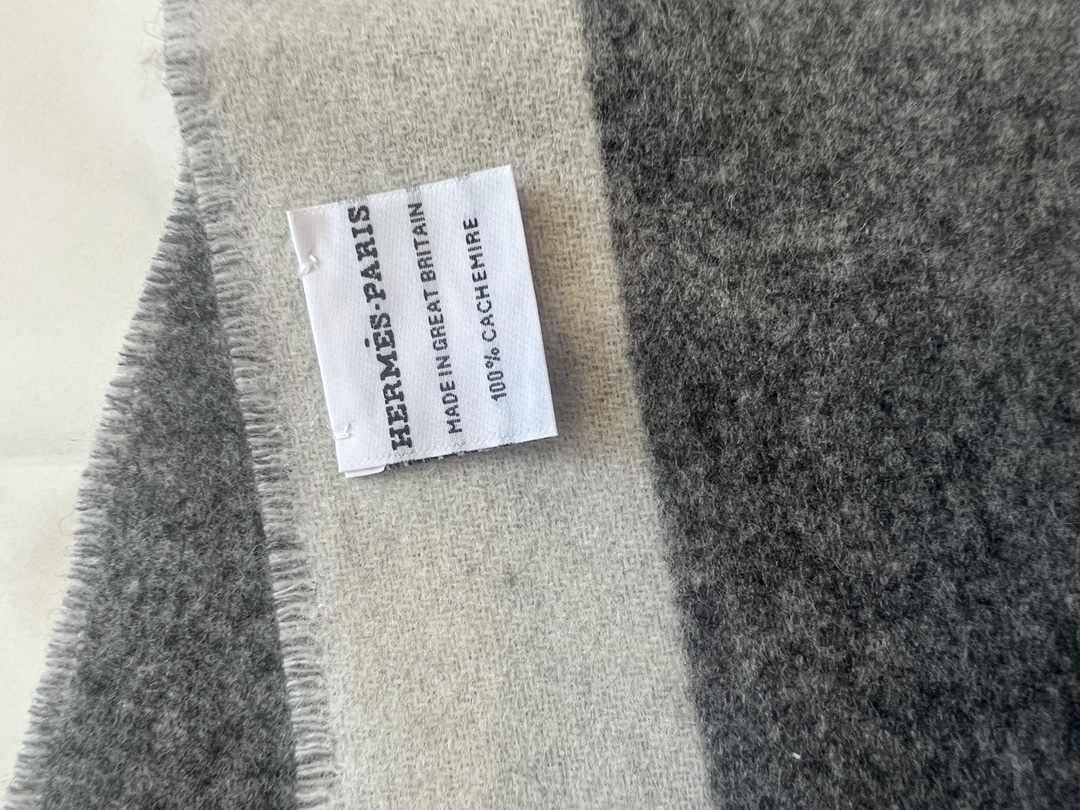 HERMÈS·PARIS
MADE IN GREAT BRITAIN
100% CACHEMIRE